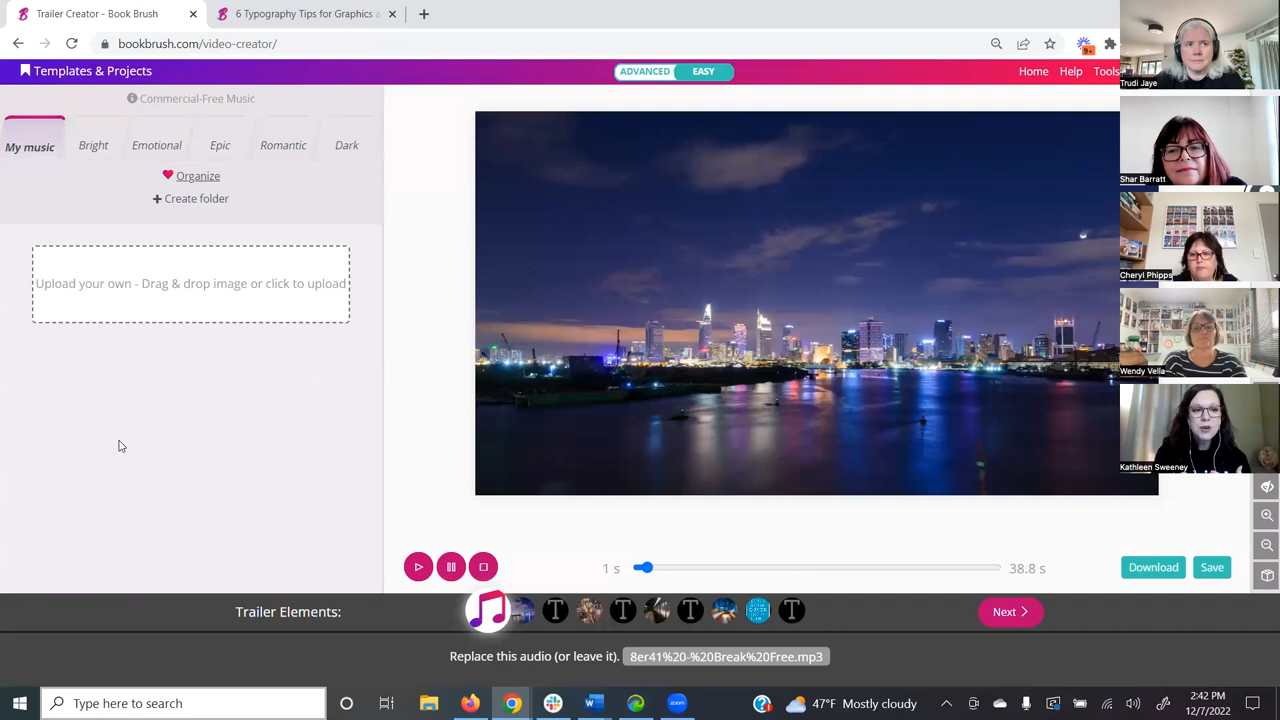 Trailer Creator - Book Brush
6 Typography Tips for Graphics a
bookbrush.com/video-creator/
9+
Templates & Projects
ADVANCED
EASY
Home
Help
Tools
Commercial-Free Music
My music
Bright
Emotional
Epic
Romantic
Dark
Organize
Create folder
Upload your own - Drag & drop image or click to upload
1 s
38.8 s
Download
Save
Trailer Elements:
T
T
T
T
Next
Replace this audio (or leave it).
8er41%20-%20Break%20Free.mp3
Trudi Jaye
Shar Barratt
Cheryl Phipps
Wendy Vella
Kathleen Sweeney
Type here to search
47°F Mostly cloudy
2:42 PM
12/7/2022